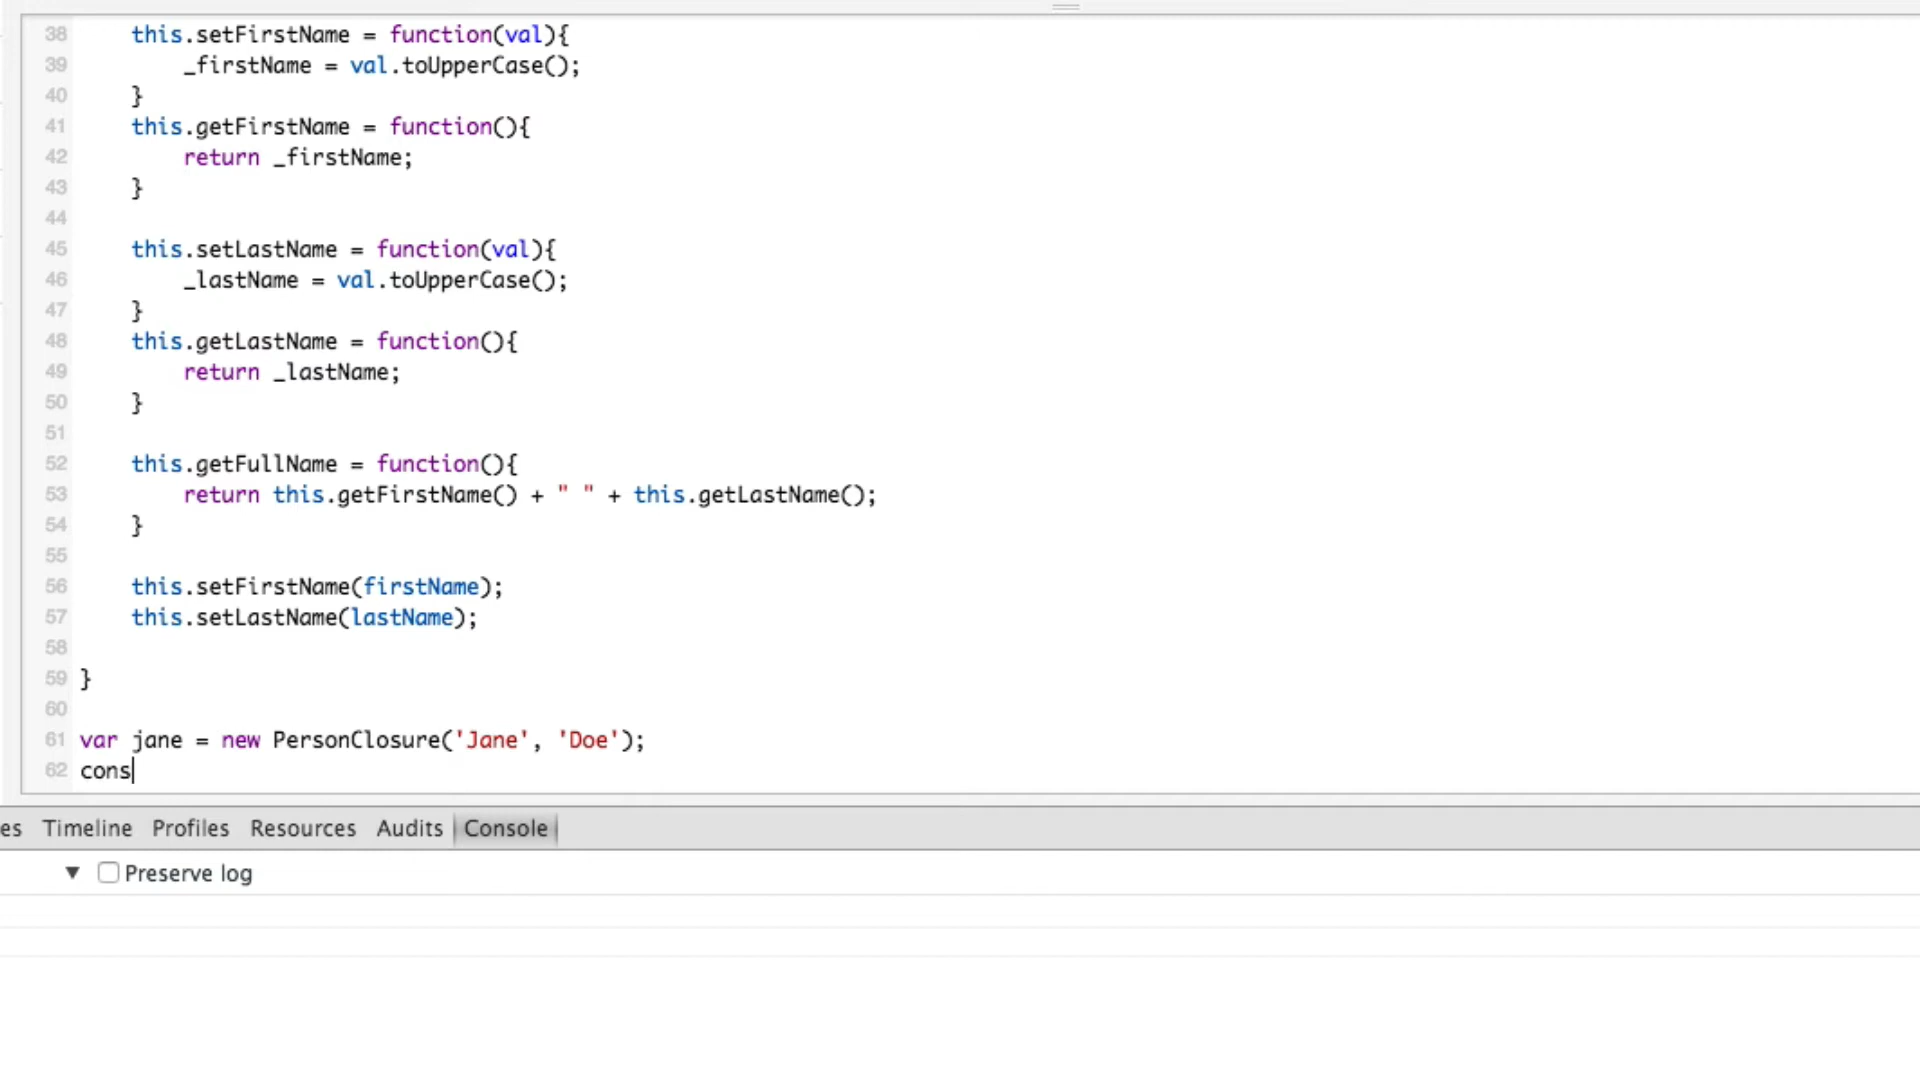 38 this.setFirstName = function(val){
39 _firstName = val.toUpperCase();
40 }
41 this.getFirstName = function(){
42 return _firstName;
43 }
44
45 this.setLastName = function(val){
46 _lastName = val.toUpperCase();
47 }
48 this.getLastName = function(){
49 return _lastName;
50 }
51
52 this.getFullName = function(){
53 return this.getFirstName() + " " + this.getLastName();
54 }
55
56 this.setFirstName(firstName);
57 this.setLastName(lastName);
58
59 }
60
61 var jane = new PersonClosure('Jane', 'Doe');
62 cons
es Timeline Profiles Resources Audits Console
▼ Preserve log